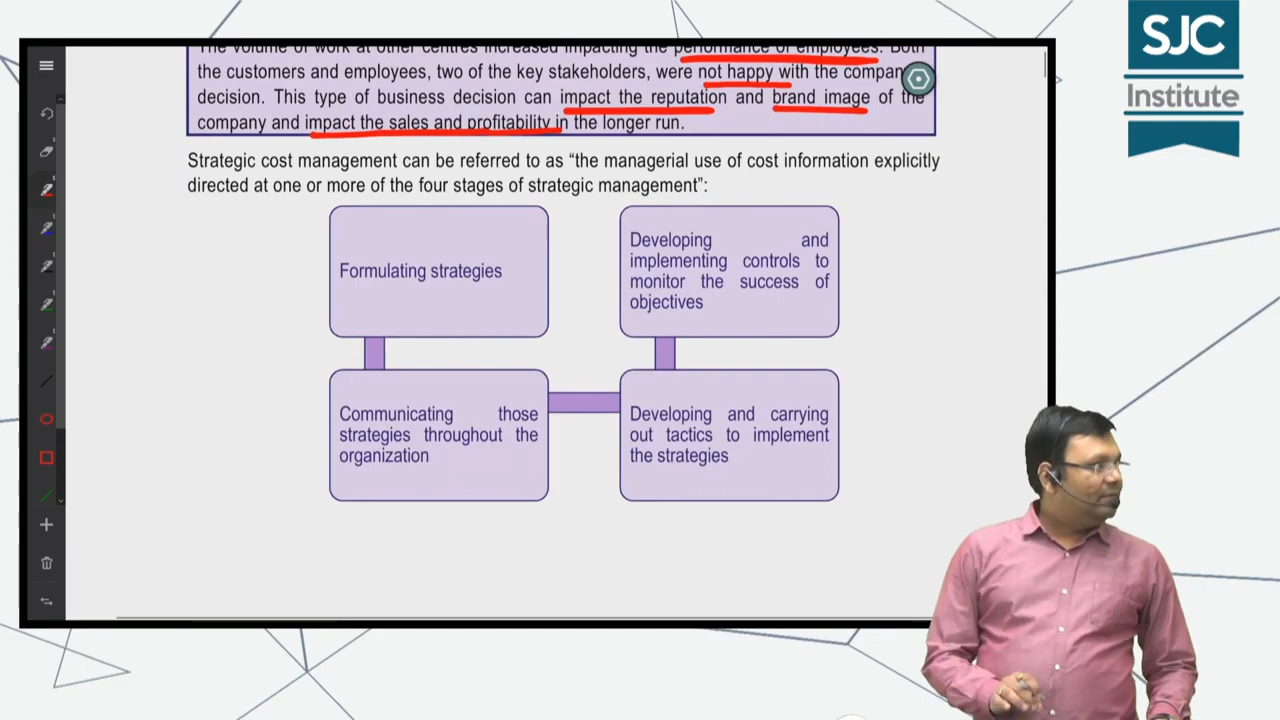 The volume of work at other centres increased impacting the performance of employees. Both
the customers and employees, two of the key stakeholders, were not happy with the
decision. This type of business decision can impact the reputation and brand image of the
company and impact the sales and profitability in the longer run.
Strategic cost management can be referred to as “the managerial use of cost information explicitly
directed at one or more of the four stages of strategic management”:
Formulating strategies
Developing and
implementing controls to
monitor the success of
objectives
Communicating those
strategies throughout the
organization
Developing and carrying
out tactics to implement
the strategies
SJC
Institute